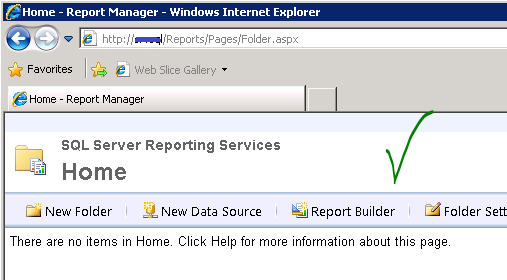 Home - Report Manager - Windows Internet Explorer
http:// /Reports/Pages/Folder.aspx
Favorites Web Slice Gallery
Home - Report Manager
SQL Server Reporting Services
Home
New Folder New Data Source Report Builder Folder Sett
There are no items in Home. Click Help for more information about this page.